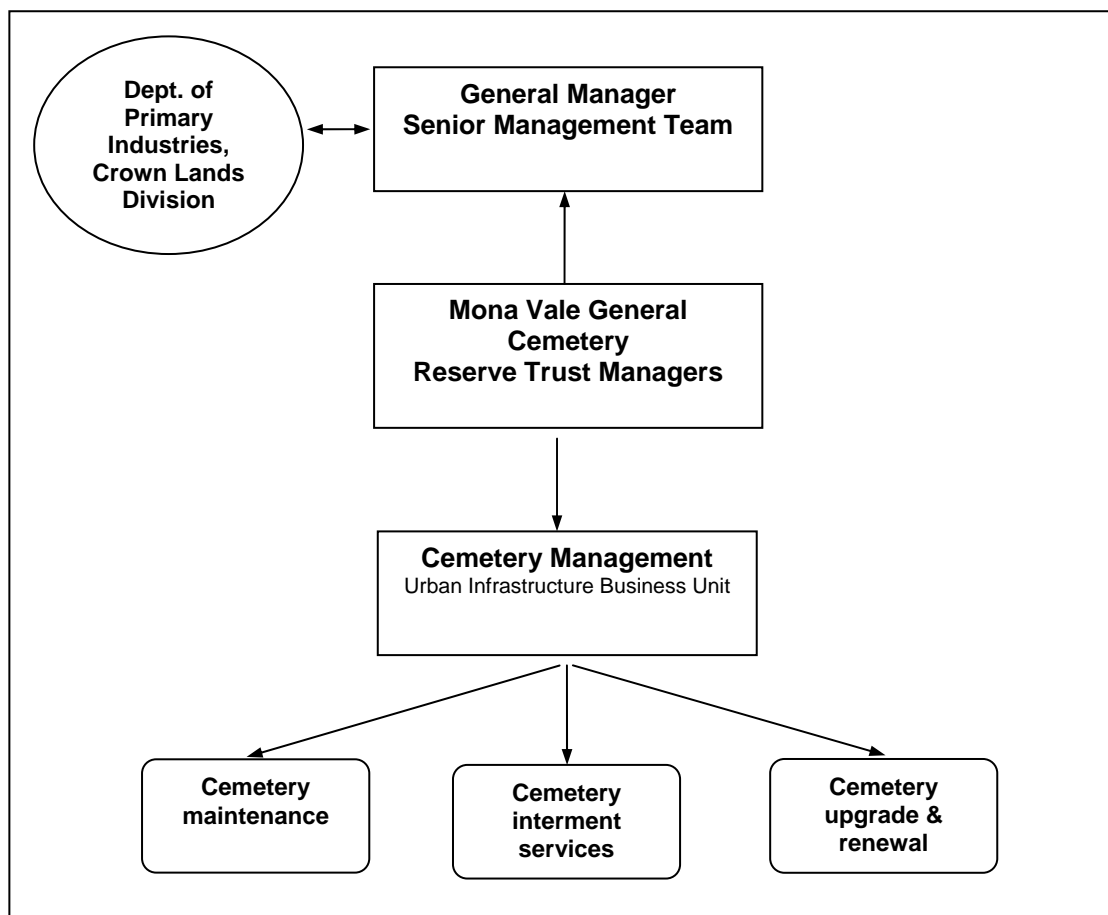 Dept. of
Primary
Industries,
Crown Lands
Division
General Manager
Senior Management Team
Mona Vale General
Cemetery
Reserve Trust Managers
Cemetery Management
Urban Infrastructure Business Unit
Cemetery
maintenance
Cemetery
interment
services
Cemetery
upgrade &
renewal